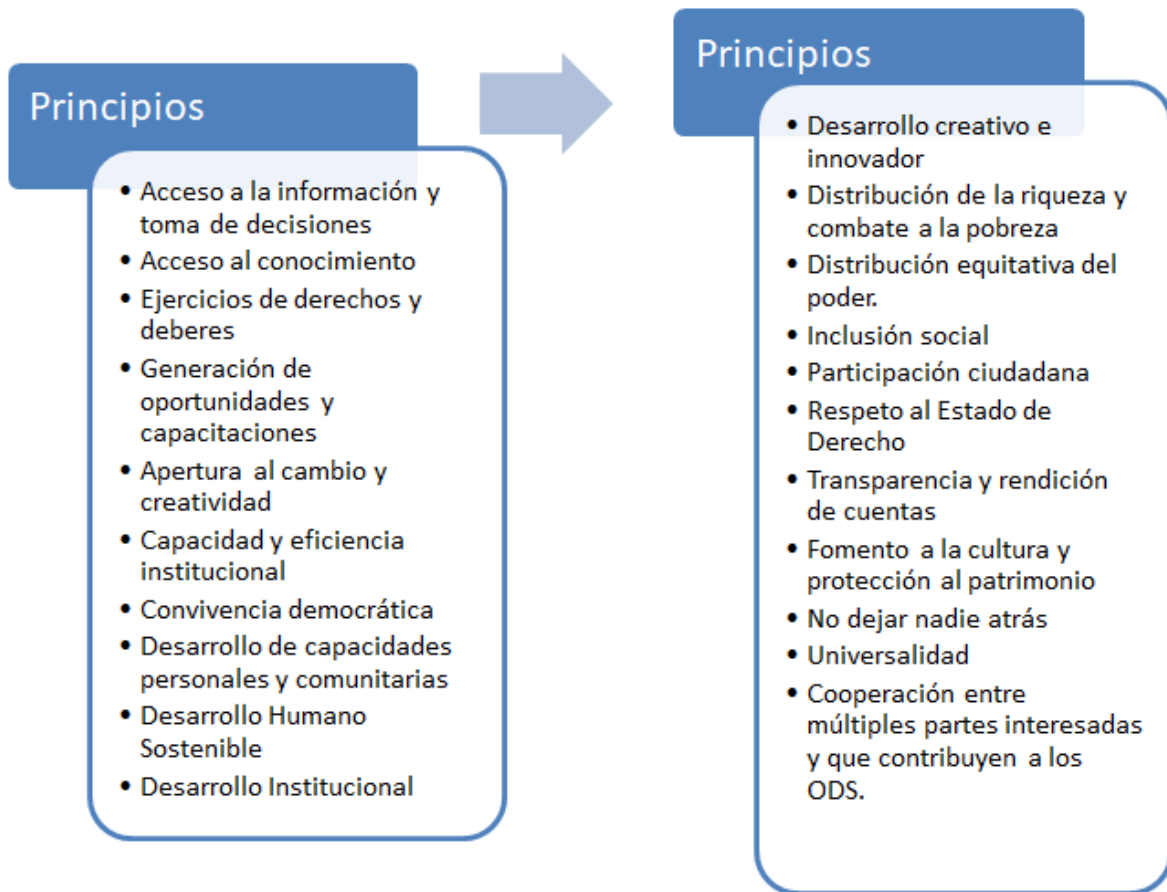 Principios
• Acceso a la información y
toma de decisiones
• Acceso al conocimiento
• Ejercicios de derechos y
deberes
• Generación de
oportunidades y
capacitaciones
• Apertura al cambio y
creatividad
• Capacidad y eficiencia
institucional
• Convivencia democrática
• Desarrollo de capacidades
personales y comunitarias
• Desarrollo Humano
Sostenible
• Desarrollo Institucional
Principios
• Desarrollo creativo e
innovador
• Distribución de la riqueza y
combate a la pobreza
• Distribución equitativa del
poder.
• Inclusión social
• Participación ciudadana
• Respeto al Estado de
Derecho
• Transparencia y rendición
de cuentas
• Fomento a la cultura y
protección al patrimonio
• No dejar nadie atrás
• Universalidad
• Cooperación entre
múltiples partes interesadas
y que contribuyen a los
ODS.